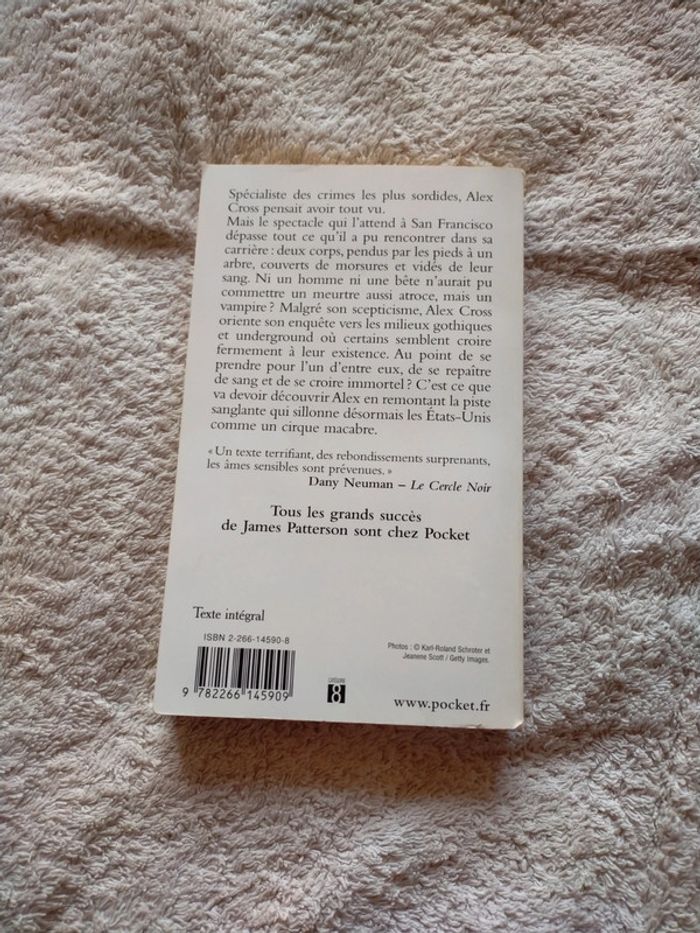 Spécialiste des crimes les plus sordides, Alex
Cross pensait avoir tout vu.
Mais le spectacle qui l'attend à San Francisco
dépasse tout ce qu'il a pu rencontrer dans sa
carrière : deux corps, pendus par les pieds à un
arbre, couverts de morsures et vidés de leur
sang. Ni un homme ni une bête n'aurait pu
commettre un meurtre aussi atroce, mais un
vampire ? Malgré son scepticisme, Alex Cross
oriente son enquête vers les milieux gothiques
et underground où certains semblent croire
fermement à leur existence. Au point de se
prendre pour l'un d'entre eux, de se repaître
de sang et de se croire immortel ? C'est ce que
va devoir découvrir Alex en remontant la piste
sanglante qui sillonne désormais les États-Unis
comme un cirque macabre.
« Un texte terrifiant, des rebondissements surprenants,
les âmes sensibles sont prévenues. »
Dany Neuman – Le Cercle Noir
Tous les grands succès
de James Patterson sont chez Pocket
Texte intégral
ISBN 2-266-14590-8
9 782266 145909
Photos : © Karl-Roland Schroter et
Jeanene Scott / Getty Images.
CATÉGORIE
8
www.pocket.fr